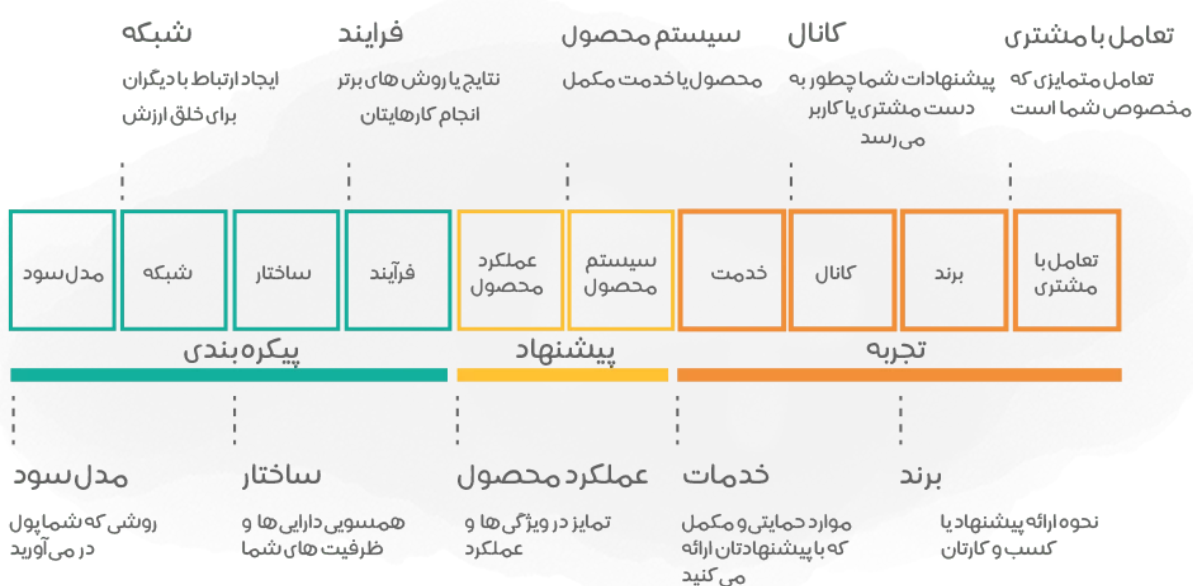 تعامل با مشتری
تعامل متمایزی که
مخصوص شما است
کانال
پیشنهادات شما چطور به
دست مشتری یا کاربر
می رسد
سیستم محصول
محصول یا خدمت مکمل
فرایند
نتایج یا روش های برتر
انجام کارهایتان
شبکه
ایجاد ارتباط با دیگران
برای خلق ارزش
تعامل با
مشتری
برند
کانال
خدمت
سیستم
محصول
عملکرد
محصول
فرآیند
ساختار
شبکه
مدل سود
تجربه
پیشنهاد
پیکره بندی
برند
نحوه ارائه پیشنهاد یا
کسب و کارتان
خدمات
موارد حمایتی و مکمل
که با پیشنهادتان ارائه
می کنید
عملکرد محصول
تمایز در ویژگی ها و
عملکرد
ساختار
همسویی دارایی ها و
ظرفیت های شما
مدل سود
روشی که شما پول
در می آورید